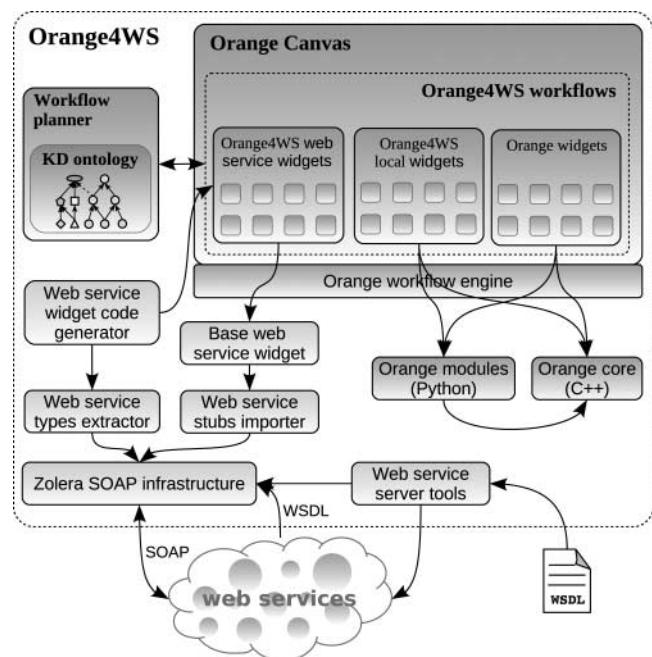 Orange4WS
Orange Canvas
Orange4WS workflows
Workflow
planner
KD ontology
Orange4WS web
service widgets
Orange4WS
local widgets
Orange widgets
Orange workflow engine
Web service
widget code
generator
Base web
service widget
Orange modules
(Python)
Orange core
(C++)
Web service
types extractor
Web service
stubs importer
Zolera SOAP infrastructure
Web service
server tools
WSDL
SOAP
web services
WSDL